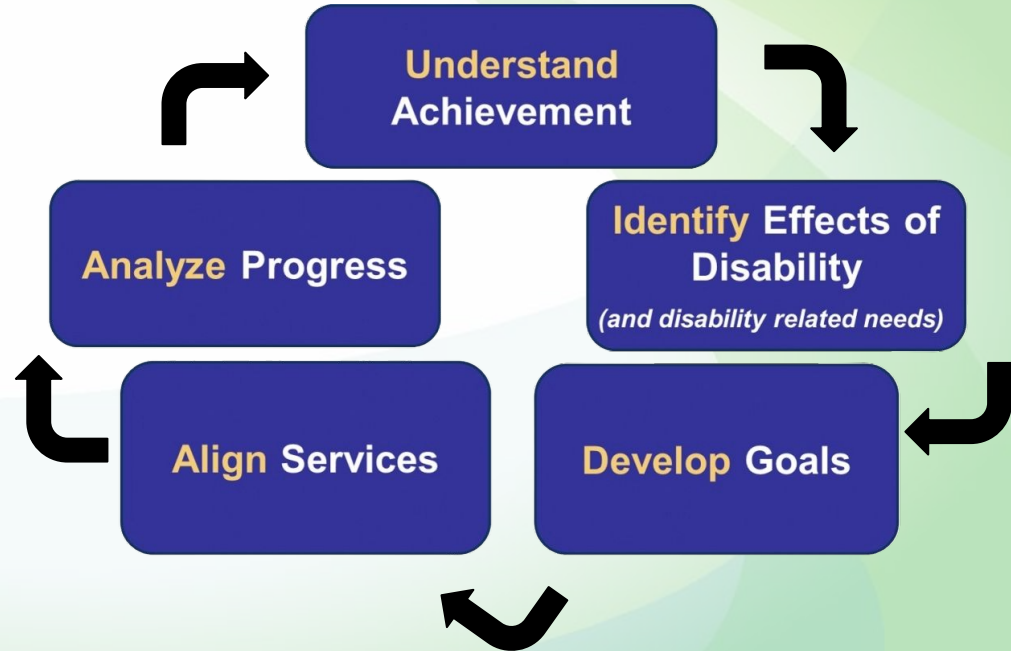 Understand
Achievement
Identify Effects of
Disability
(and disability related needs)
Develop Goals
Align Services
Analyze Progress